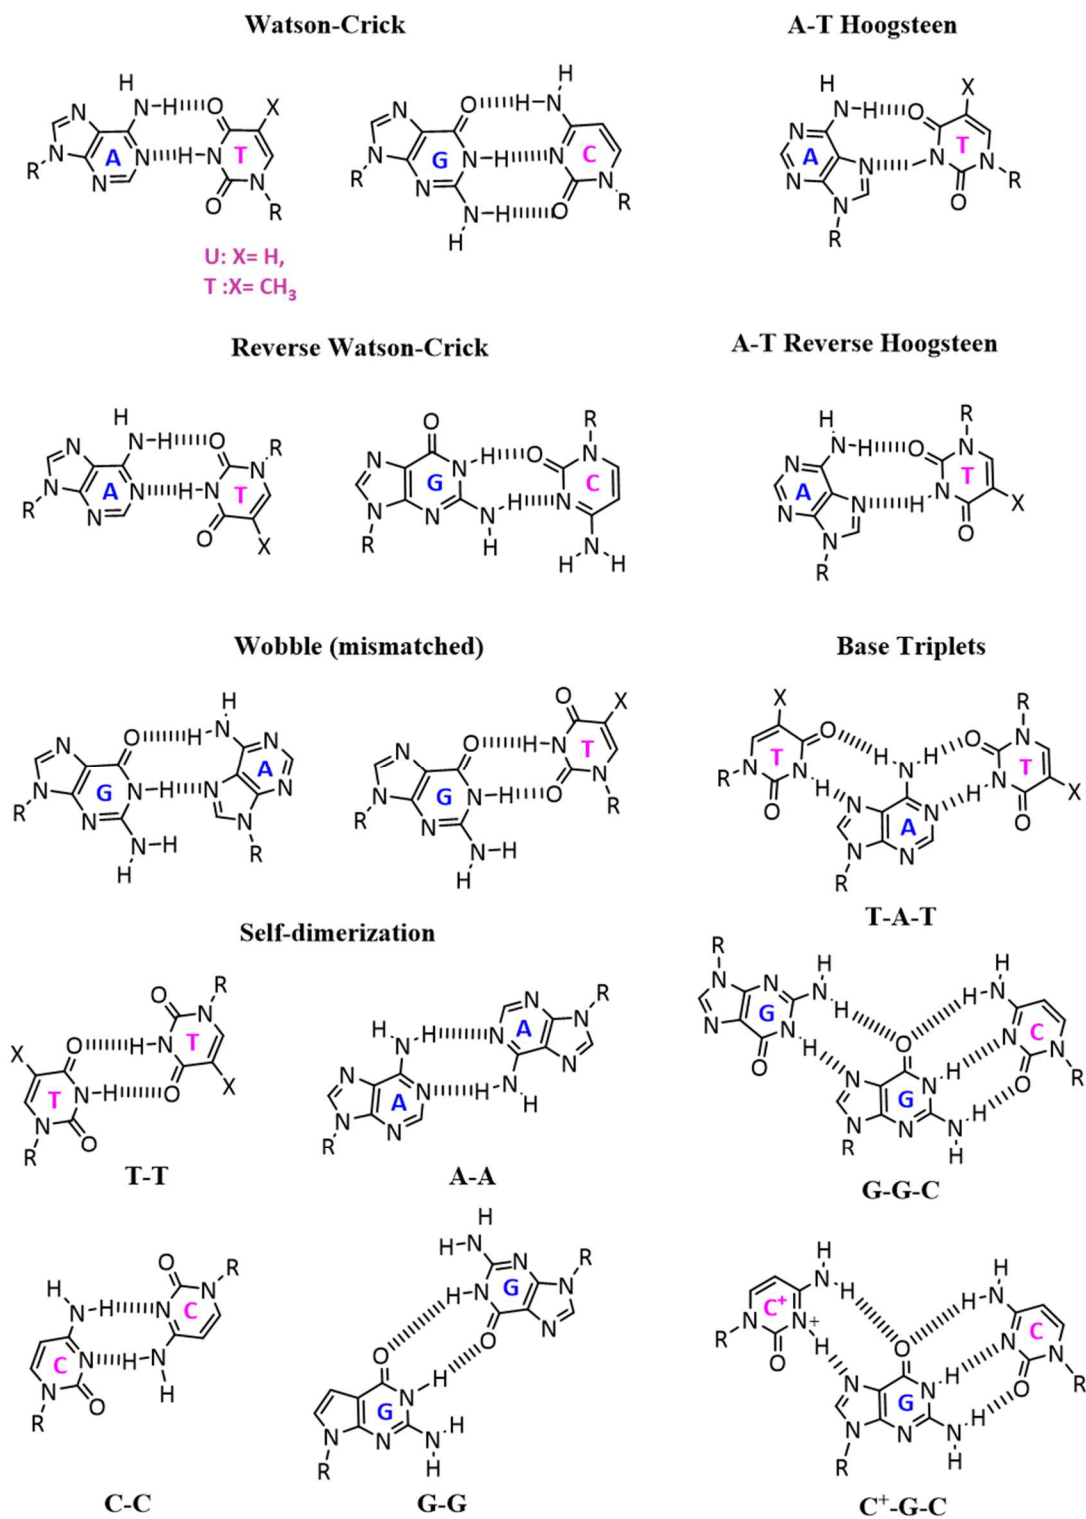 Watson-Crick
A-T Hoogsteen
H
N A N N N R N-H O T X N-H O N R
N G N N N R O H-N H N C N O R N-H O H
H
N A N N N R N-H O T X N O N R
U: X= H,
T :X= CH3
Reverse Watson-Crick
A-T Reverse Hoogsteen
H
N A N N N R N-H O T R N H N O X
O
N G N N R N H O N R C N N H H N H H
H
N A N N N R N-H O N R T H N O X
Wobble (mismatched)
Base Triplets
N G N N R O N-H N-H H H N H N A N N N R
N G N N R O N-H N-H H O X H-N T O N R
X O T R N O N H H N H N N A N N R O N R T H N O X
T-A-T
Self-dimerization
X O T R N O N-H O N R T H-N O X
T-T
H N H N A N N N R N A N N N R H N H
A-A
R N G N N N H H O N H O N G N N N R N H H H H N H N C N O R
G-G-C
H N H C N N O R O N R N C H N H
C-C
H H-N N G N H N O N R O G N H N N R N H H
G-G
H N H C+ N+ H O N R O N G N H N N R N H H H H N H N C O N R
C+-G-C